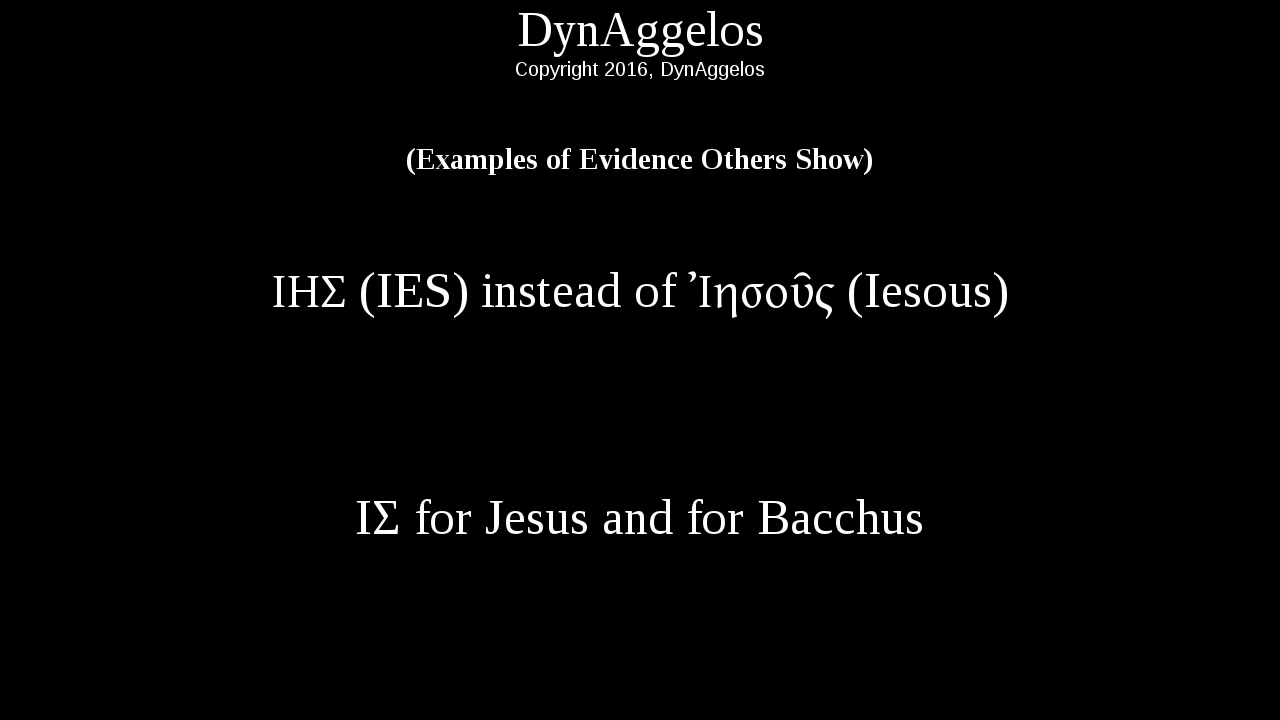 DynAggelos
Copyright 2016, DynAggelos
(Examples of Evidence Others Show)
ΙΗΣ (IES) instead of Ἰησοῦς (Iesous)
ΙΣ for Jesus and for Bacchus